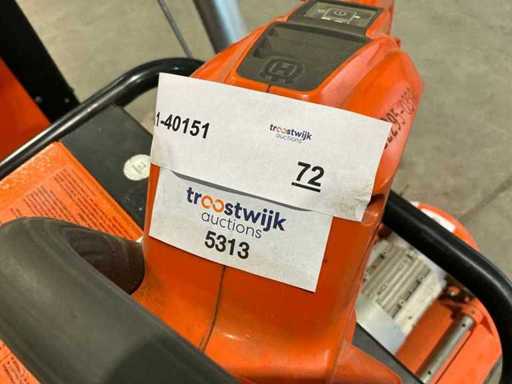 1-40151
troostwijk
auctions
72
troostwijk
auctions
5313